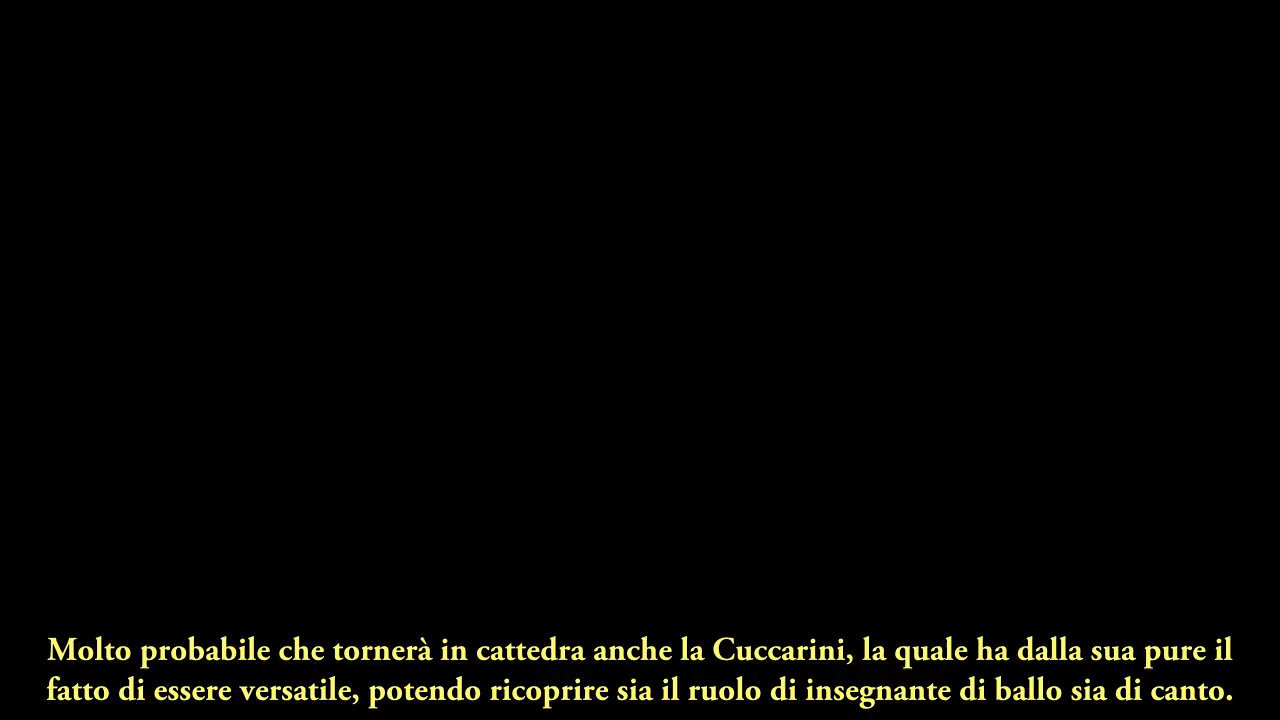 Molto probabile che tornerà in cattedra anche la Cuccarini, la quale ha dalla sua pure il
fatto di essere versatile, potendo ricoprire sia il ruolo di insegnante di ballo sia di canto.